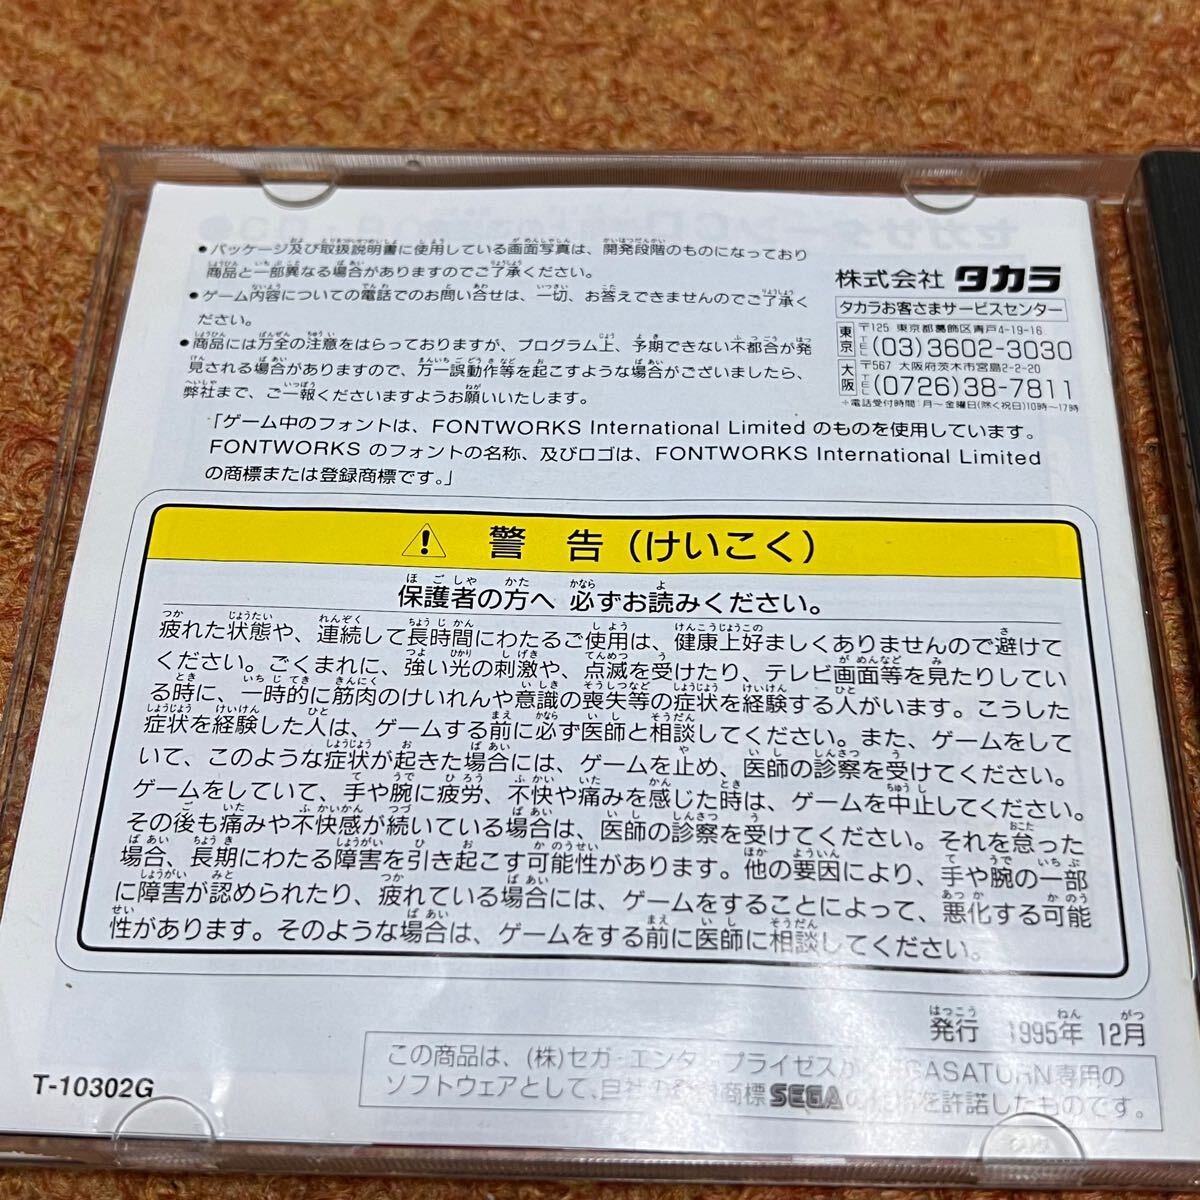 ●パッケージ及び取扱説明書に使用している画面写真は、開発段階のものになっており
商品と一部異なる場合がありますのでご了承ください。
●ゲーム内容についての電話でのお問い合せは、一切、お答えできませんのでご了承く
ださい。
●商品には万全の注意をはらっておりますが、プログラム上、予期できない不都合が発
見される場合がありますので、万一誤動作等を起こすような場合がございましたら、
弊社まで、ご一報くださいますようお願いいたします。
「ゲーム中のフォントは、FONTWORKS International Limited のものを使用しています。
FONTWORKS のフォントの名称、及びロゴは、FONTWORKS International Limited
の商標または登録商標です。」
株式会社 タカラ
タカラお客さまサービスセンター
東京 〒125 東京都葛飾区青戸4-19-16
TEL (03)3602-3030
大阪 〒567 大阪府茨木市宮島2-2-20
TEL (0726)38-7811
＊電話受付時間:月〜金曜日(除く祝日)10時〜17時
警 告 (けいこく)
保護者の方へ 必ずお読みください。
疲れた状態や、連続して長時間にわたるご使用は、健康上好ましくありませんので避けて
ください。ごくまれに、強い光の刺激や、点滅を受けたり、テレビ画面等を見たりしてい
る時に、一時的に筋肉のけいれんや意識の喪失等の症状を経験する人がいます。こうした
症状を経験した人は、ゲームする前に必ず医師と相談してください。また、ゲームをして
いて、このような症状が起きた場合には、ゲームを止め、医師の診察を受けてください。
ゲームをしていて、手や腕に疲労、不快や痛みを感じた時は、ゲームを中止してください。
その後も痛みや不快感が続いている場合は、医師の診察を受けてください。それを怠った
場合、長期にわたる障害を引き起こす可能性があります。他の要因により、手や腕の一部
に障害が認められたり、疲れている場合には、ゲームをすることによって、悪化する可能
性があります。そのような場合は、ゲームをする前に医師に相談してください。
発行 1995年 12月
この商品は、(株)セガ・エンタープライゼスがSEGASATURN専用の
ソフトウェアとして、自社の登録商標SEGAの使用を許諾したものです。
T-10302G